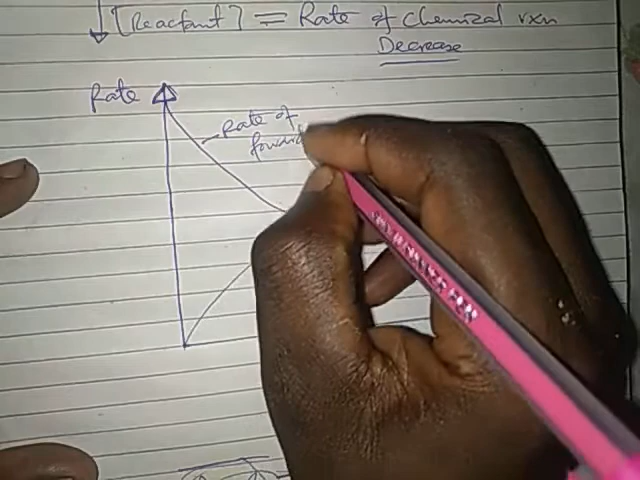 ↓ [Reactant] = Rate of Chemical rxn
Decrease
Rate
Rate of
forward